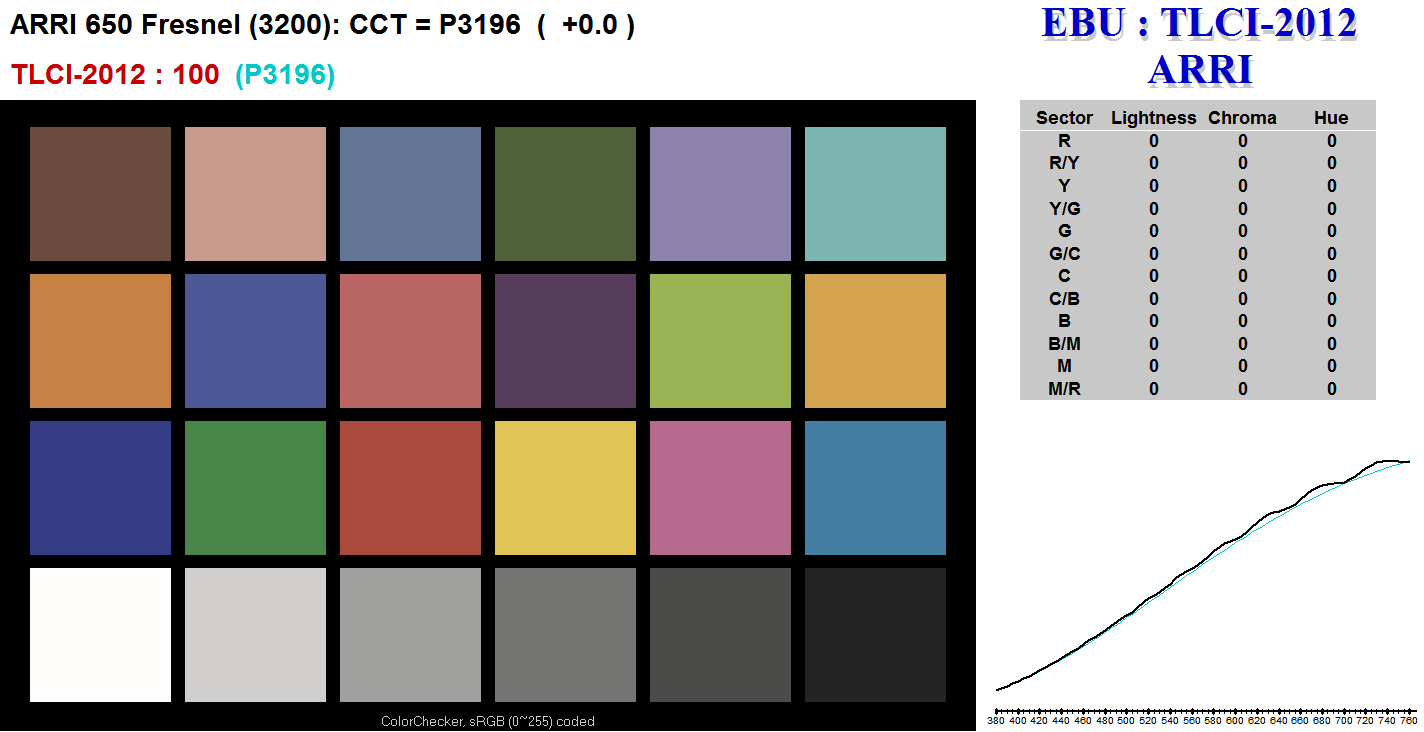 ARRI 650 Fresnel (3200): CCT = P3196 ( +0.0 )
TLCI-2012 : 100 (P3196)
EBU : TLCI-2012
ARRI
Sector Lightness Chroma Hue
R 0 0 0
R/Y 0 0 0
Y 0 0 0
Y/G 0 0 0
G 0 0 0
G/C 0 0 0
C 0 0 0
C/B 0 0 0
B 0 0 0
B/M 0 0 0
M 0 0 0
M/R 0 0 0
ColorChecker, sRGB (0~255) coded
380 400 420 440 460 480 500 520 540 560 580 600 620 640 660 680 700 720 740 760